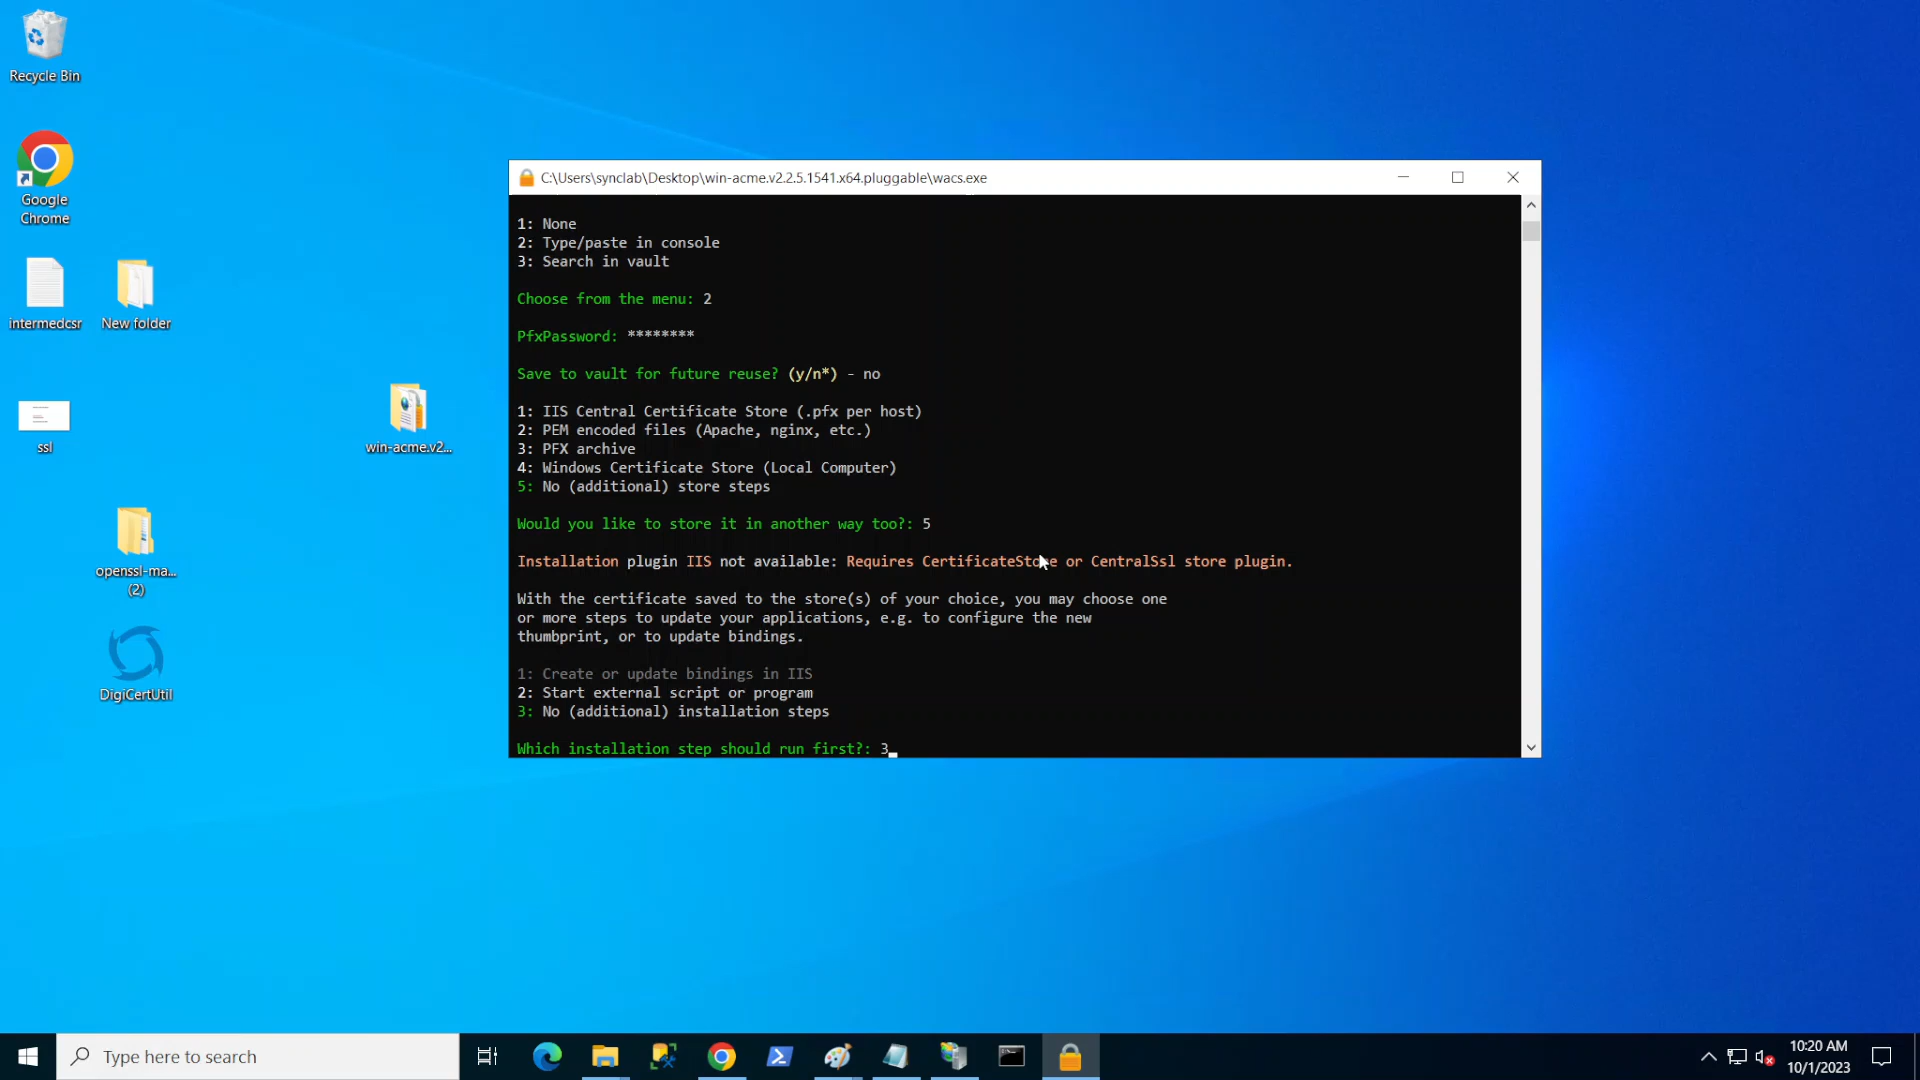 Recycle Bin
Google
Chrome
intermedcsr
New folder
ssl
win-acme.v2...
openssl-ma...
(2)
DigiCertUtil
C:\Users\synclab\Desktop\win-acme.v2.2.5.1541.x64.pluggable\wacs.exe
1: None
2: Type/paste in console
3: Search in vault
Choose from the menu: 2
PfxPassword: ********
Save to vault for future reuse? (y/n*) - no
1: IIS Central Certificate Store (.pfx per host)
2: PEM encoded files (Apache, nginx, etc.)
3: PFX archive
4: Windows Certificate Store (Local Computer)
5: No (additional) store steps
Would you like to store it in another way too?: 5
Installation plugin IIS not available: Requires CertificateStore or CentralSsl store plugin.
With the certificate saved to the store(s) of your choice, you may choose one
or more steps to update your applications, e.g. to configure the new
thumbprint, or to update bindings.
1: Create or update bindings in IIS
2: Start external script or program
3: No (additional) installation steps
Which installation step should run first?: 3
Type here to search
10:20 AM
10/1/2023